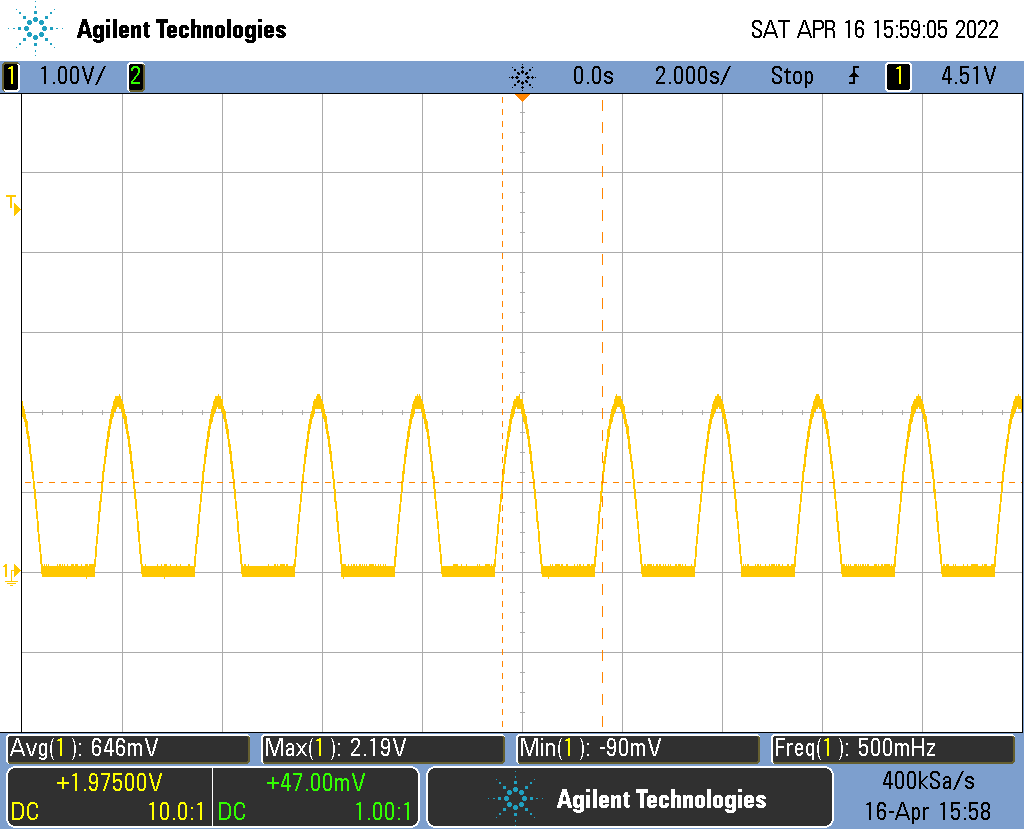 Agilent Technologies SAT APR 16 15:59:05 2022
1 1.00V/ 2 0.0s 2.000s/ Stop 1 4.51V
T
1
Avg(1): 646mV Max(1): 2.19V Min(1): -90mV Freq(1): 500mHz
+1.97500V +47.00mV 400kSa/s
DC 10.0:1 DC 1.00:1 Agilent Technologies 16-Apr 15:58